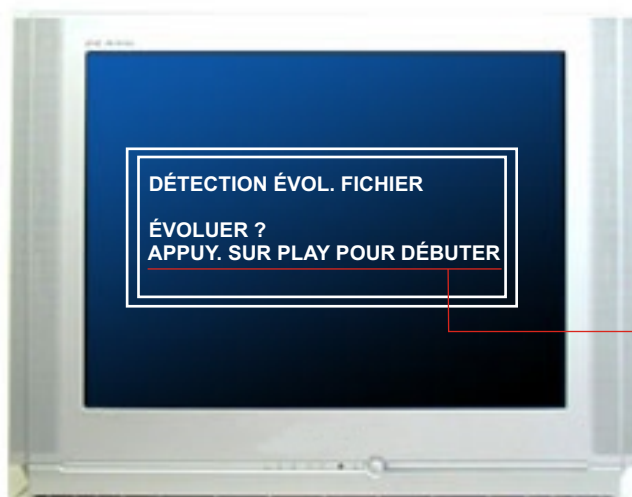 DÉTECTION ÉVOL. FICHIER
ÉVOLUER ?
APPUY. SUR PLAY POUR DÉBUTER